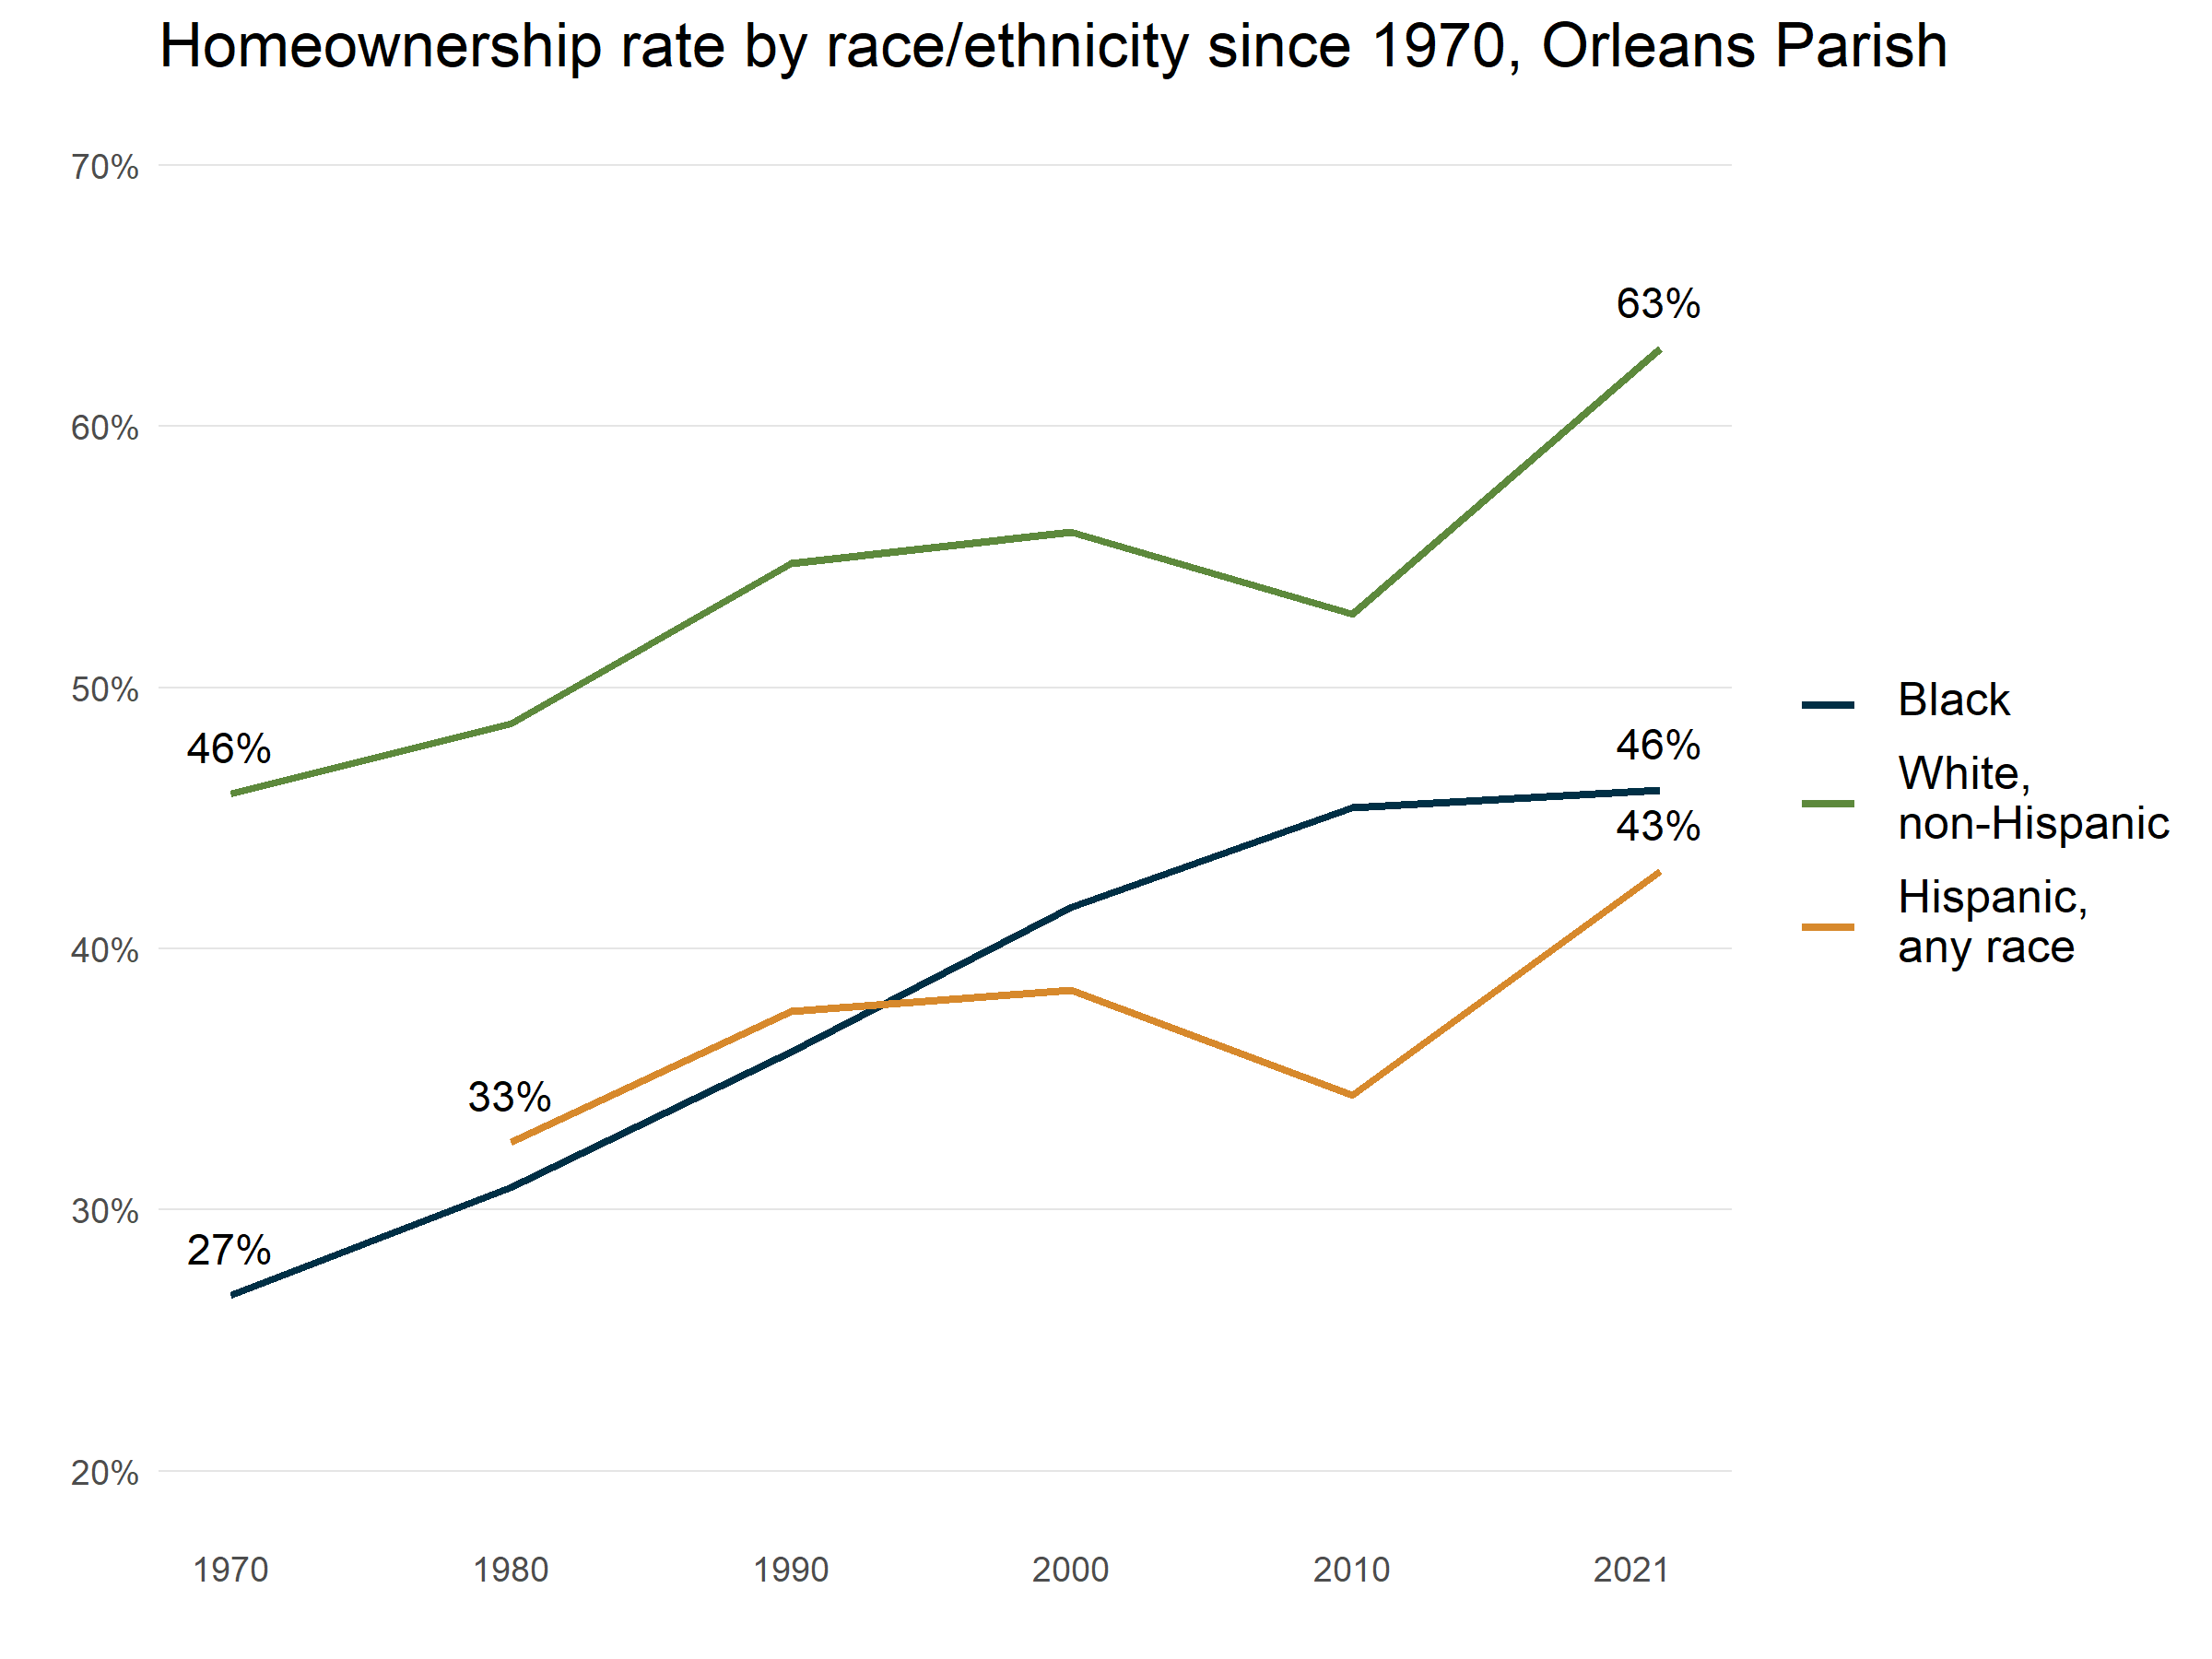 Homeownership rate by race/ethnicity since 1970, Orleans Parish
70%
63%
60%
50%
46%
46%
43%
40%
33%
30%
27%
20%
1970 1980 1990 2000 2010 2021
Black
White,
non-Hispanic
Hispanic,
any race